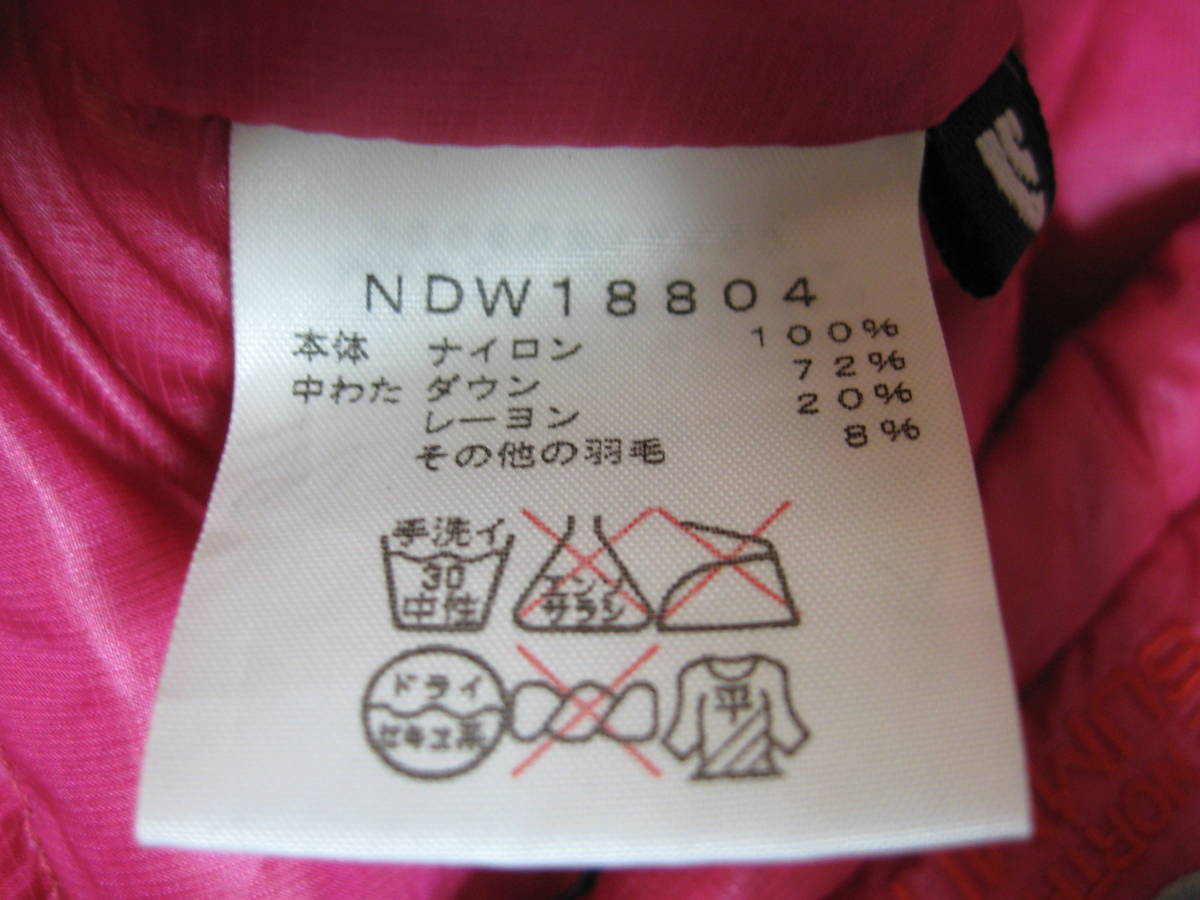 NDW18804
本体 ナイロン 100%
中わた ダウン 72%
レーヨン 20%
その他の羽毛 8%
手洗イ
30
中性
エンソ
サラシ
ドライ
セキユ系
平